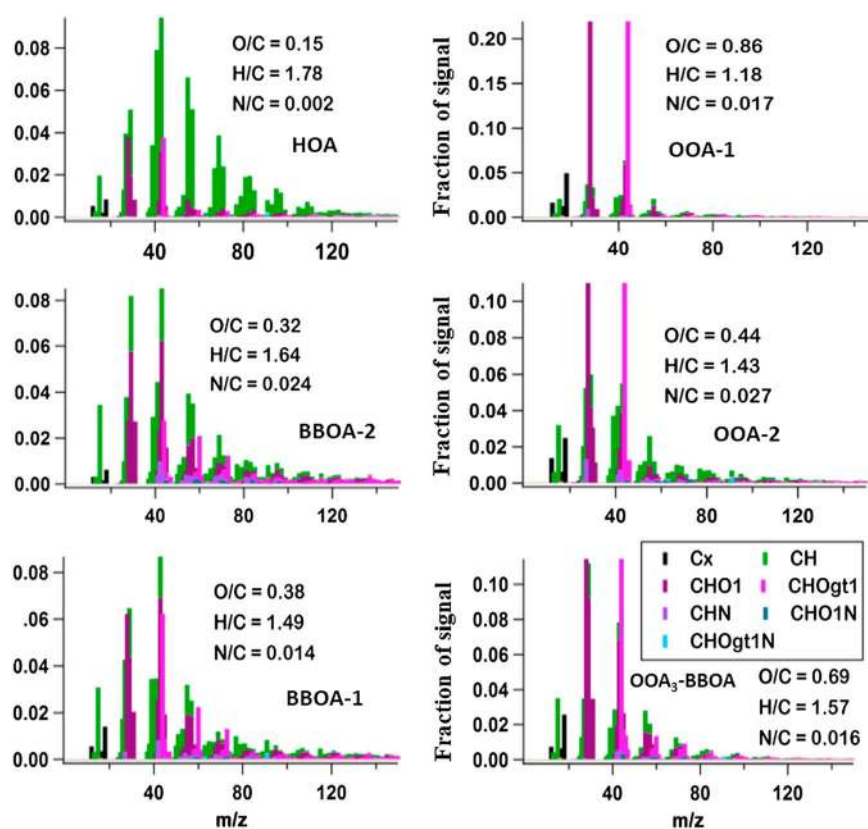 0.08
0.06
0.04
0.02
0.00
O/C = 0.15
H/C = 1.78
N/C = 0.002
HOA
40
80
120
Fraction of signal
0.20
0.15
0.10
0.05
0.00
O/C = 0.86
H/C = 1.18
N/C = 0.017
OOA-1
40
80
120
0.08
0.06
0.04
0.02
0.00
O/C = 0.32
H/C = 1.64
N/C = 0.024
BBOA-2
40
80
120
Fraction of signal
0.10
0.08
0.06
0.04
0.02
0.00
O/C = 0.44
H/C = 1.43
N/C = 0.027
OOA-2
40
80
120
0.08
.06
0.04
0.02
0.00
O/C = 0.38
H/C = 1.49
N/C = 0.014
BBOA-1
40
80
120
m/z
Fraction of signal
0.10
0.08
0.06
0.04
0.02
0.00
Cx CH
CHO1 CHOgt1
CHN CHO1N
CHOgt1N
OOA₃-BBOA
O/C = 0.69
H/C = 1.57
N/C = 0.016
40
80
120
m/z